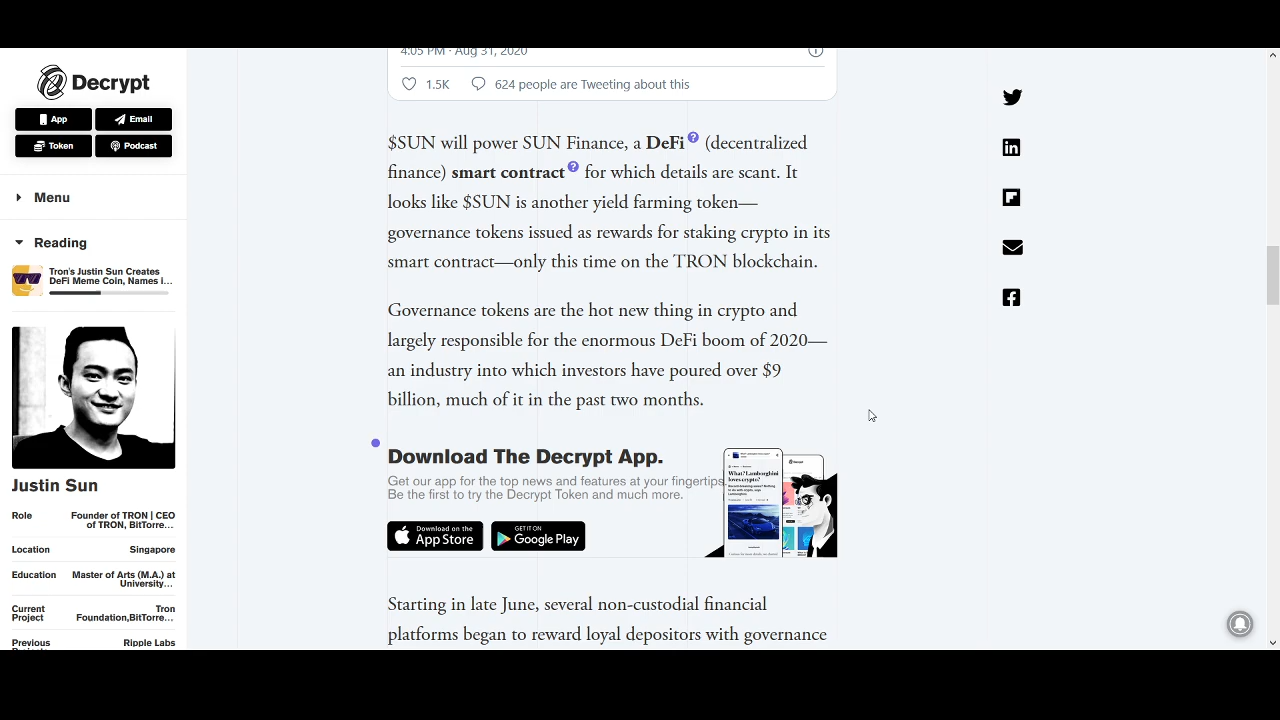 Decrypt
App
Email
Token
Podcast
Menu
Reading
Tron's Justin Sun Creates
DeFi Meme Coin, Names i...
Justin Sun
Role
Founder of TRON | CEO
of TRON, BitTorre...
Location
Singapore
Education
Master of Arts (M.A.) at
University...
Current
Project
Tron
Foundation,BitTorre...
Previous
Ripple Labs
4:05 PM · Aug 31, 2020
1.5K
624 people are Tweeting about this
$SUN will power SUN Finance, a DeFi ? (decentralized
finance) smart contract ? for which details are scant. It
looks like $SUN is another yield farming token—
governance tokens issued as rewards for staking crypto in its
smart contract—only this time on the TRON blockchain.
Governance tokens are the hot new thing in crypto and
largely responsible for the enormous DeFi boom of 2020—
an industry into which investors have poured over $9
billion, much of it in the past two months.
Download The Decrypt App.
Get our app for the top news and features at your fingertips.
Be the first to try the Decrypt Token and much more.
Download on the
App Store
GET IT ON
Google Play
What? Lamborghini
loves crypto?
Starting in late June, several non-custodial financial
platforms began to reward loyal depositors with governance